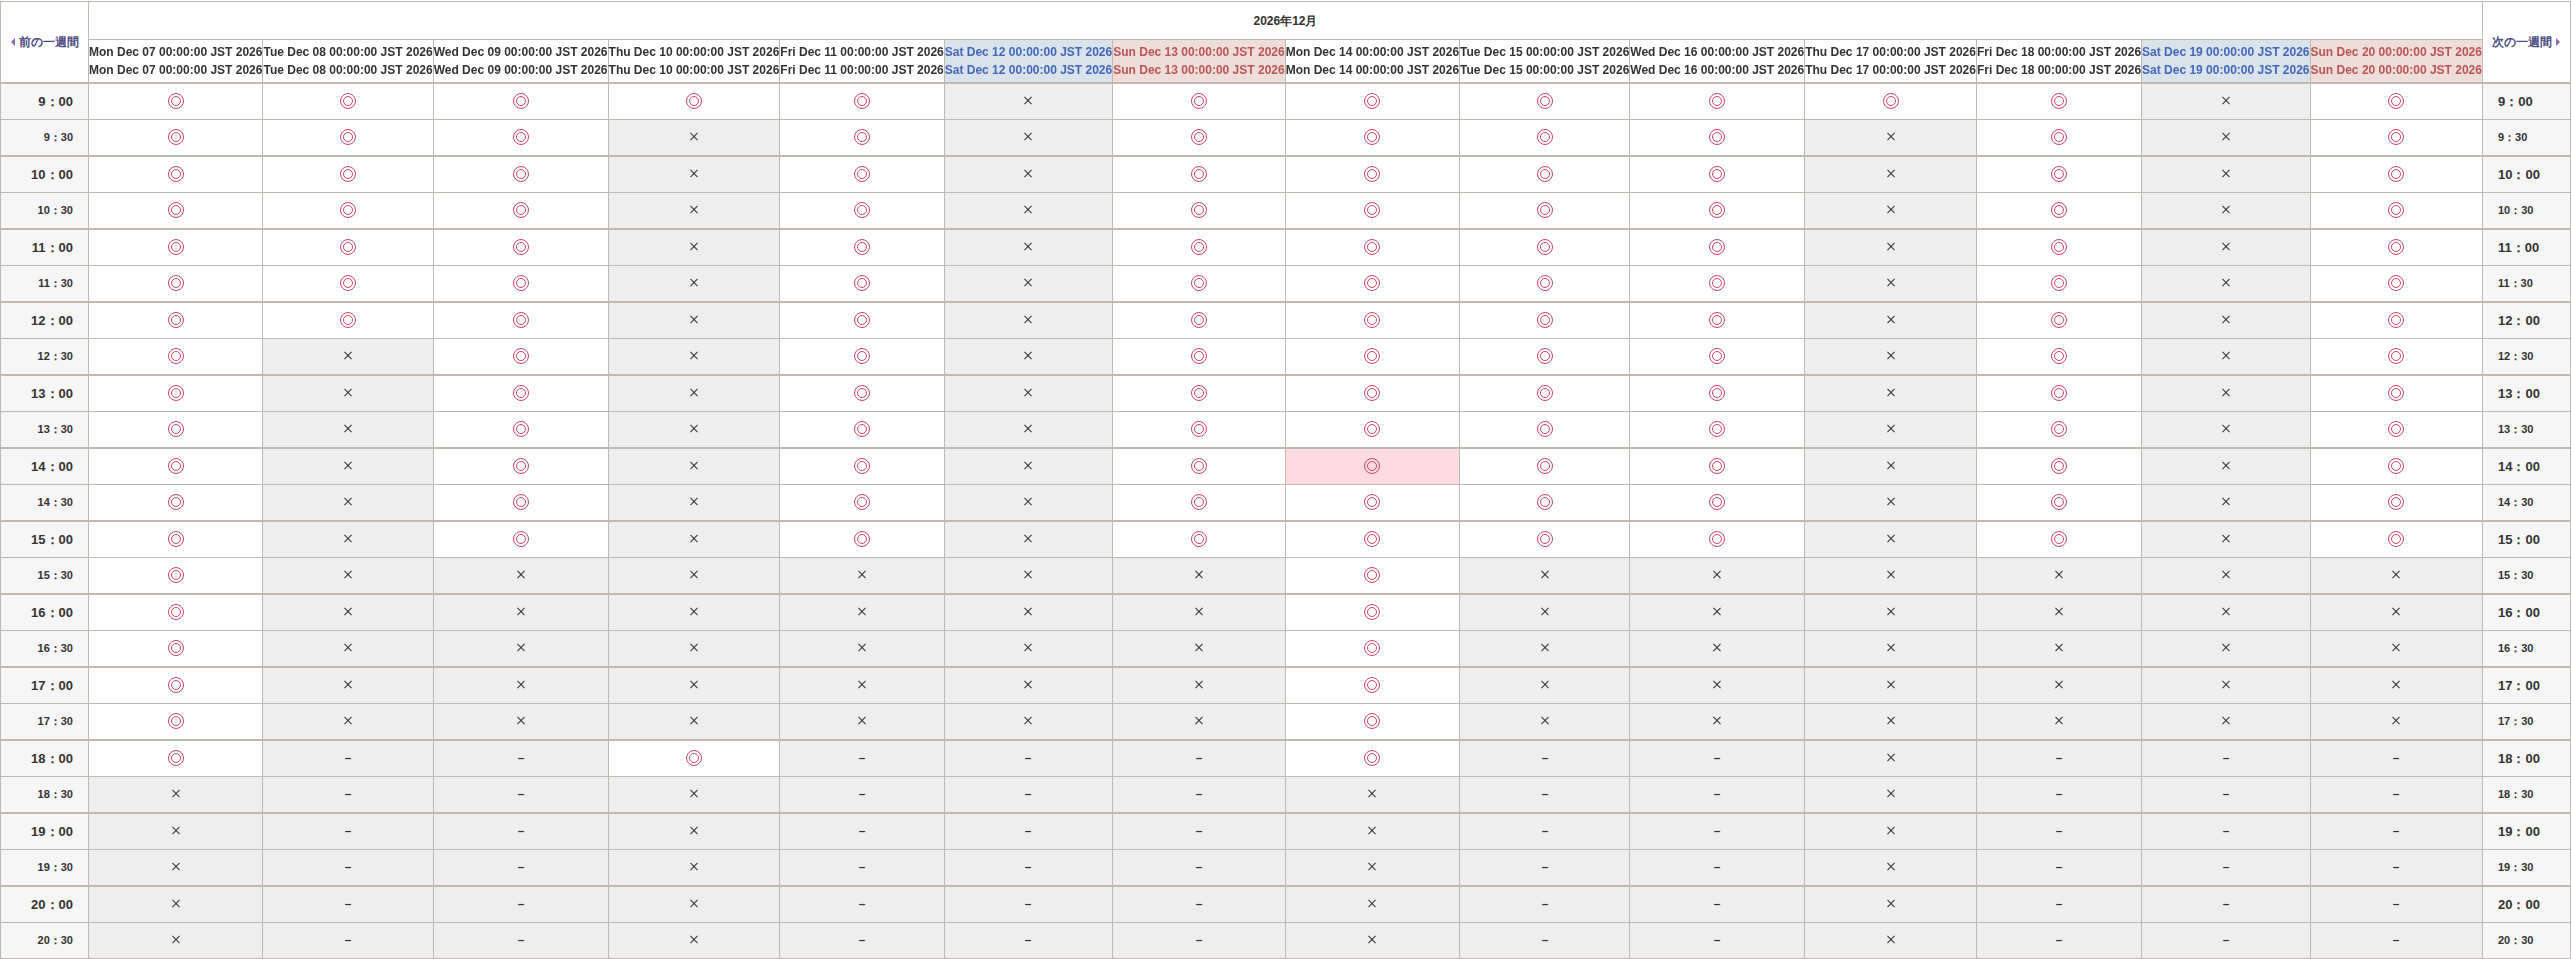 前の一週間 2026年12月 次の一週間
Mon Dec 07 00:00:00 JST 2026 Tue Dec 08 00:00:00 JST 2026 Wed Dec 09 00:00:00 JST 2026 Thu Dec 10 00:00:00 JST 2026 Fri Dec 11 00:00:00 JST 2026 Sat Dec 12 00:00:00 JST 2026 Sun Dec 13 00:00:00 JST 2026 Mon Dec 14 00:00:00 JST 2026 Tue Dec 15 00:00:00 JST 2026 Wed Dec 16 00:00:00 JST 2026 Thu Dec 17 00:00:00 JST 2026 Fri Dec 18 00:00:00 JST 2026 Sat Dec 19 00:00:00 JST 2026 Sun Dec 20 00:00:00 JST 2026
Mon Dec 07 00:00:00 JST 2026 Tue Dec 08 00:00:00 JST 2026 Wed Dec 09 00:00:00 JST 2026 Thu Dec 10 00:00:00 JST 2026 Fri Dec 11 00:00:00 JST 2026 Sat Dec 12 00:00:00 JST 2026 Sun Dec 13 00:00:00 JST 2026 Mon Dec 14 00:00:00 JST 2026 Tue Dec 15 00:00:00 JST 2026 Wed Dec 16 00:00:00 JST 2026 Thu Dec 17 00:00:00 JST 2026 Fri Dec 18 00:00:00 JST 2026 Sat Dec 19 00:00:00 JST 2026 Sun Dec 20 00:00:00 JST 2026
9：00 ◎ ◎ ◎ ◎ ◎ × ◎ ◎ ◎ ◎ ◎ ◎ × ◎ 9：00
9：30 ◎ ◎ ◎ × ◎ × ◎ ◎ ◎ ◎ × ◎ × ◎ 9：30
10：00 ◎ ◎ ◎ × ◎ × ◎ ◎ ◎ ◎ × ◎ × ◎ 10：00
10：30 ◎ ◎ ◎ × ◎ × ◎ ◎ ◎ ◎ × ◎ × ◎ 10：30
11：00 ◎ ◎ ◎ × ◎ × ◎ ◎ ◎ ◎ × ◎ × ◎ 11：00
11：30 ◎ ◎ ◎ × ◎ × ◎ ◎ ◎ ◎ × ◎ × ◎ 11：30
12：00 ◎ ◎ ◎ × ◎ × ◎ ◎ ◎ ◎ × ◎ × ◎ 12：00
12：30 ◎ × ◎ × ◎ × ◎ ◎ ◎ ◎ × ◎ × ◎ 12：30
13：00 ◎ × ◎ × ◎ × ◎ ◎ ◎ ◎ × ◎ × ◎ 13：00
13：30 ◎ × ◎ × ◎ × ◎ ◎ ◎ ◎ × ◎ × ◎ 13：30
14：00 ◎ × ◎ × ◎ × ◎ ◎ ◎ ◎ × ◎ × ◎ 14：00
14：30 ◎ × ◎ × ◎ × ◎ ◎ ◎ ◎ × ◎ × ◎ 14：30
15：00 ◎ × ◎ × ◎ × ◎ ◎ ◎ ◎ × ◎ × ◎ 15：00
15：30 ◎ × × × × × × ◎ × × × × × × 15：30
16：00 ◎ × × × × × × ◎ × × × × × × 16：00
16：30 ◎ × × × × × × ◎ × × × × × × 16：30
17：00 ◎ × × × × × × ◎ × × × × × × 17：00
17：30 ◎ × × × × × × ◎ × × × × × × 17：30
18：00 ◎ － － ◎ － － － ◎ － － × － － － 18：00
18：30 × － － × － － － × － － × － － － 18：30
19：00 × － － × － － － × － － × － － － 19：00
19：30 × － － × － － － × － － × － － － 19：30
20：00 × － － × － － － × － － × － － － 20：00
20：30 × － － × － － － × － － × － － － 20：30